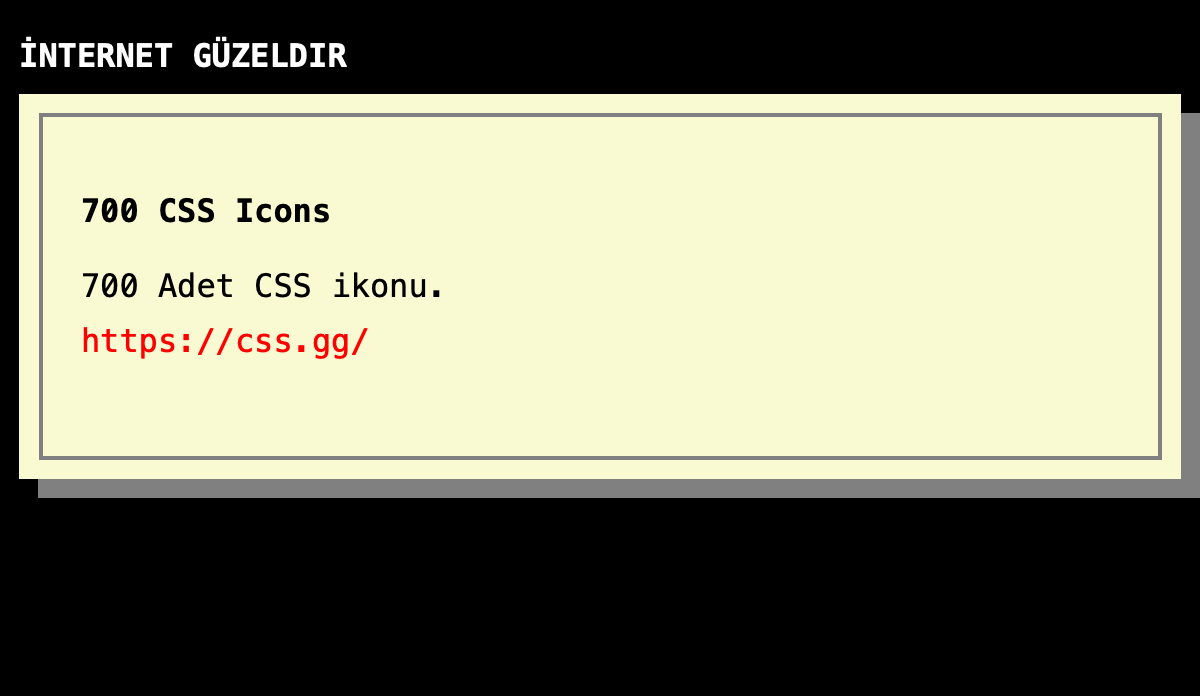 İNTERNET GÜZELDIR
700 CSS Icons
700 Adet CSS ikonu.
https://css.gg/